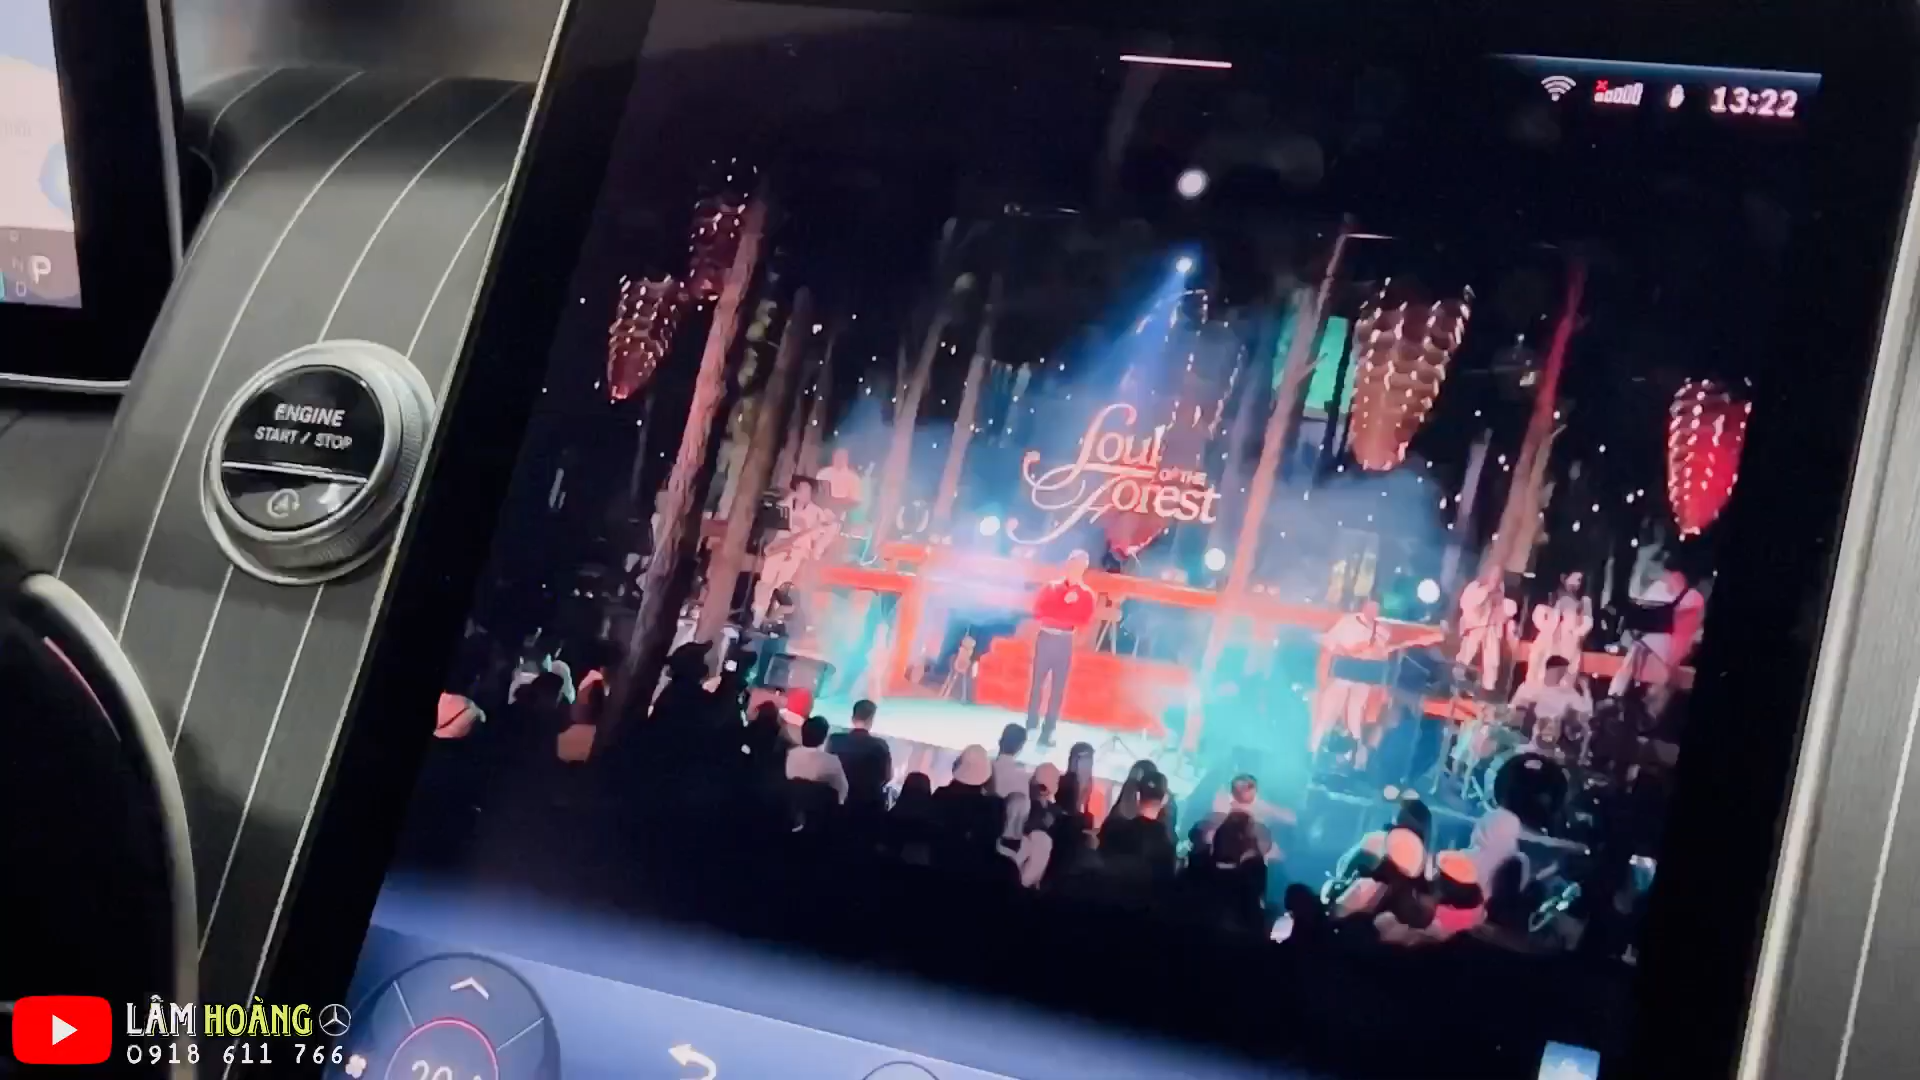 13:22
N P
D
ENGINE
START / STOP
Soul
OF THE
Forest
LÂM HOÀNG
0918 611 766